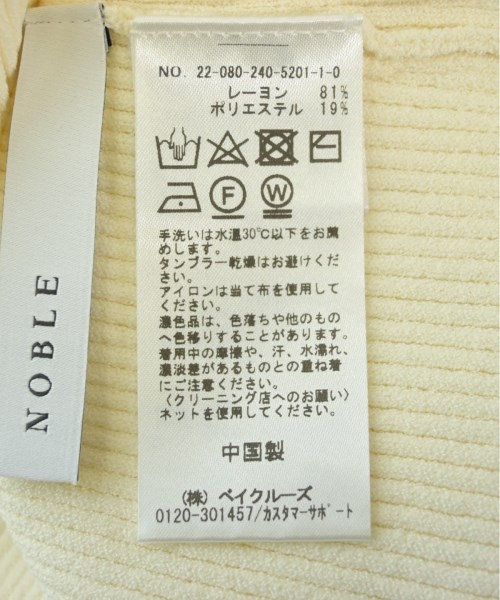 NOBLE
NO. 22-080-240-5201-1-0
レーヨン 81%
ポリエステル 19%
F W
手洗いは水温30℃以下をお薦
めします。
タンブラー乾燥はお避けくだ
さい。
アイロンは当て布を使用して
ください。
濃色品は、色落ちや他のもの
へ色移りすることがあります。
着用中の摩擦や、汗、水濡れ、
濃淡差があるものとの重ね着
にご注意ください。
〈クリーニング店へのお願い〉
ネットを使用してください。
中国製
(株) ベイクルーズ
0120-301457/カスタマーサポート